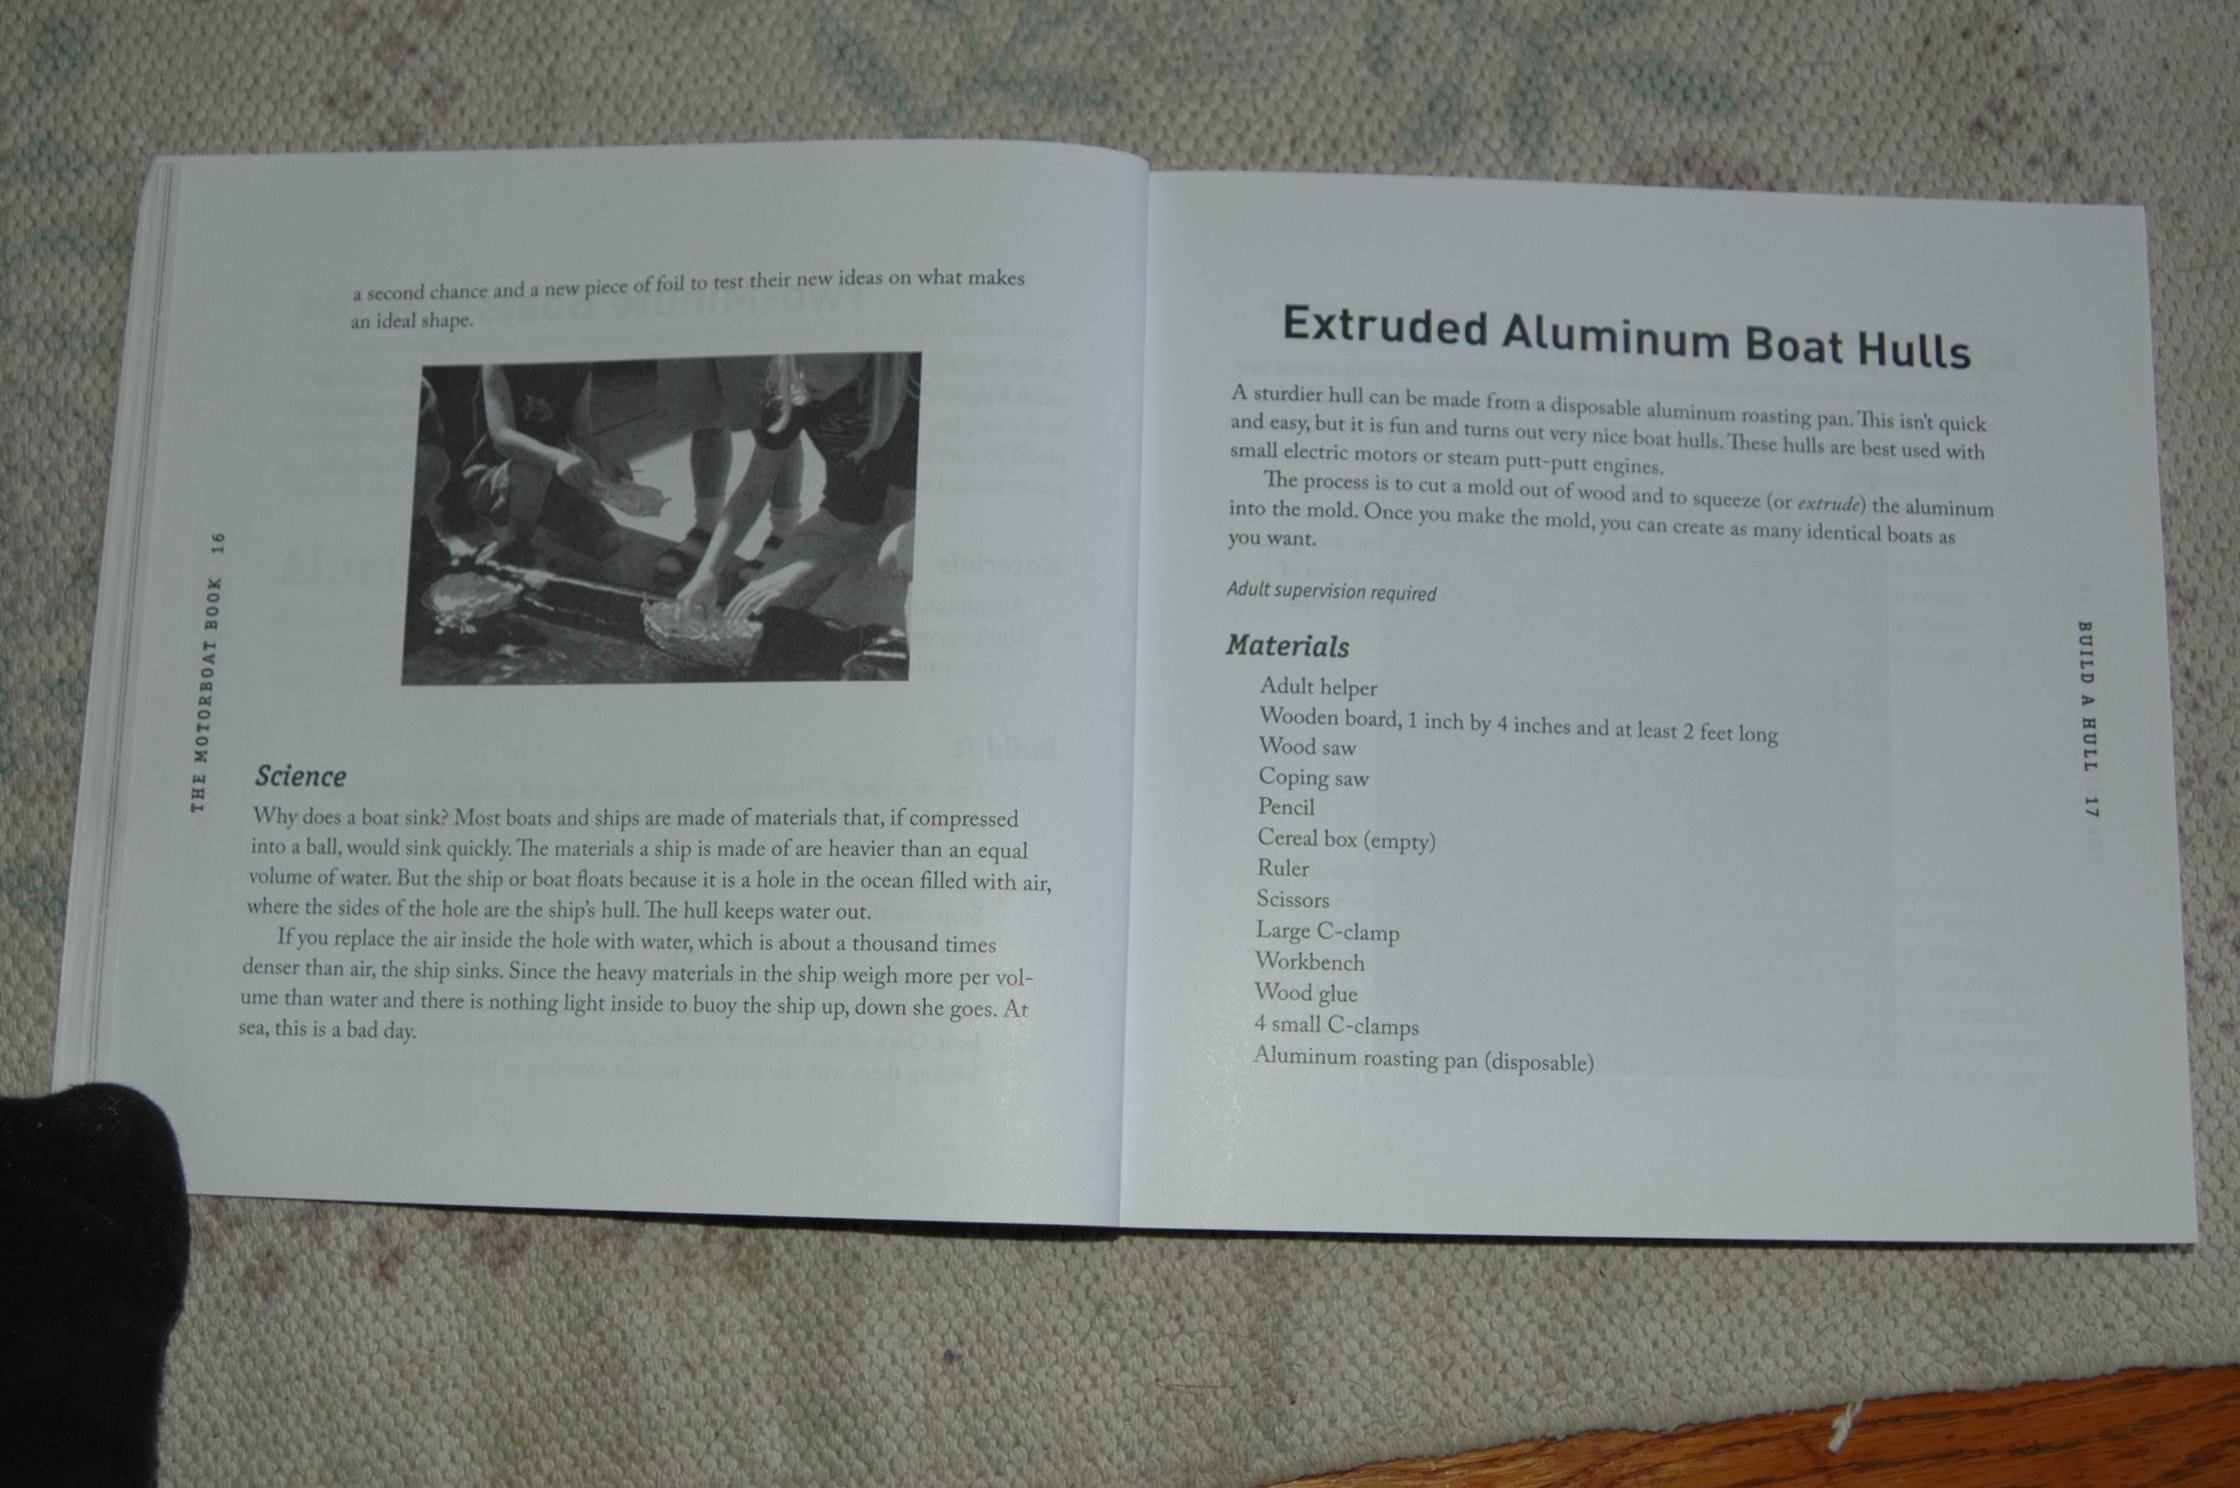 a second chance and a new piece of foil to test their new ideas on what makes
an ideal shape.
Science
Why does a boat sink? Most boats and ships are made of materials that, if compressed
into a ball, would sink quickly. The materials a ship is made of are heavier than an equal
volume of water. But the ship or boat floats because it is a hole in the ocean filled with air,
where the sides of the hole are the ship's hull. The hull keeps water out.
If you replace the air inside the hole with water, which is about a thousand times
denser than air, the ship sinks. Since the heavy materials in the ship weigh more per vol-
ume than water and there is nothing light inside to buoy the ship up, down she goes. At
sea, this is a bad day.
THE MOTORBOAT BOOK 16
Extruded Aluminum Boat Hulls
A sturdier hull can be made from a disposable aluminum roasting pan. This isn't quick
and easy, but it is fun and turns out very nice boat hulls. These hulls are best used with
small electric motors or steam putt-putt engines.
The process is to cut a mold out of wood and to squeeze (or extrude) the aluminum
into the mold. Once you make the mold, you can create as many identical boats as
you want.
Adult supervision required
Materials
Adult helper
Wooden board, 1 inch by 4 inches and at least 2 feet long
Wood saw
Coping saw
Pencil
Cereal box (empty)
Ruler
Scissors
Large C-clamp
Workbench
Wood glue
4 small C-clamps
Aluminum roasting pan (disposable)
BUILD A HULL 17